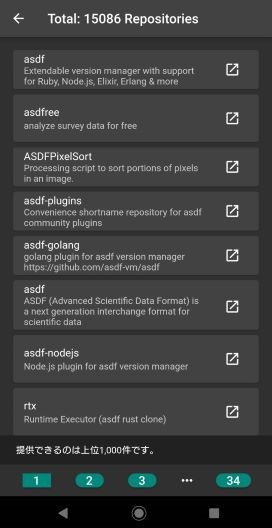 Total: 15086 Repositories
asdf
Extendable version manager with support
for Ruby, Node.js, Elixir, Erlang & more
asdfree
analyze survey data for free
ASDFPixelSort
Processing script to sort portions of pixels
in an image.
asdf-plugins
Convenience shortname repository for asdf
community plugins
asdf-golang
golang plugin for asdf version manager
https://github.com/asdf-vm/asdf
asdf
ASDF (Advanced Scientific Data Format) is
a next generation interchange format for
scientific data
asdf-nodejs
Node.js plugin for asdf version manager
rtx
Runtime Executor (asdf rust clone)
提供できるのは上位1,000件です。
1 2 3 ••• 34